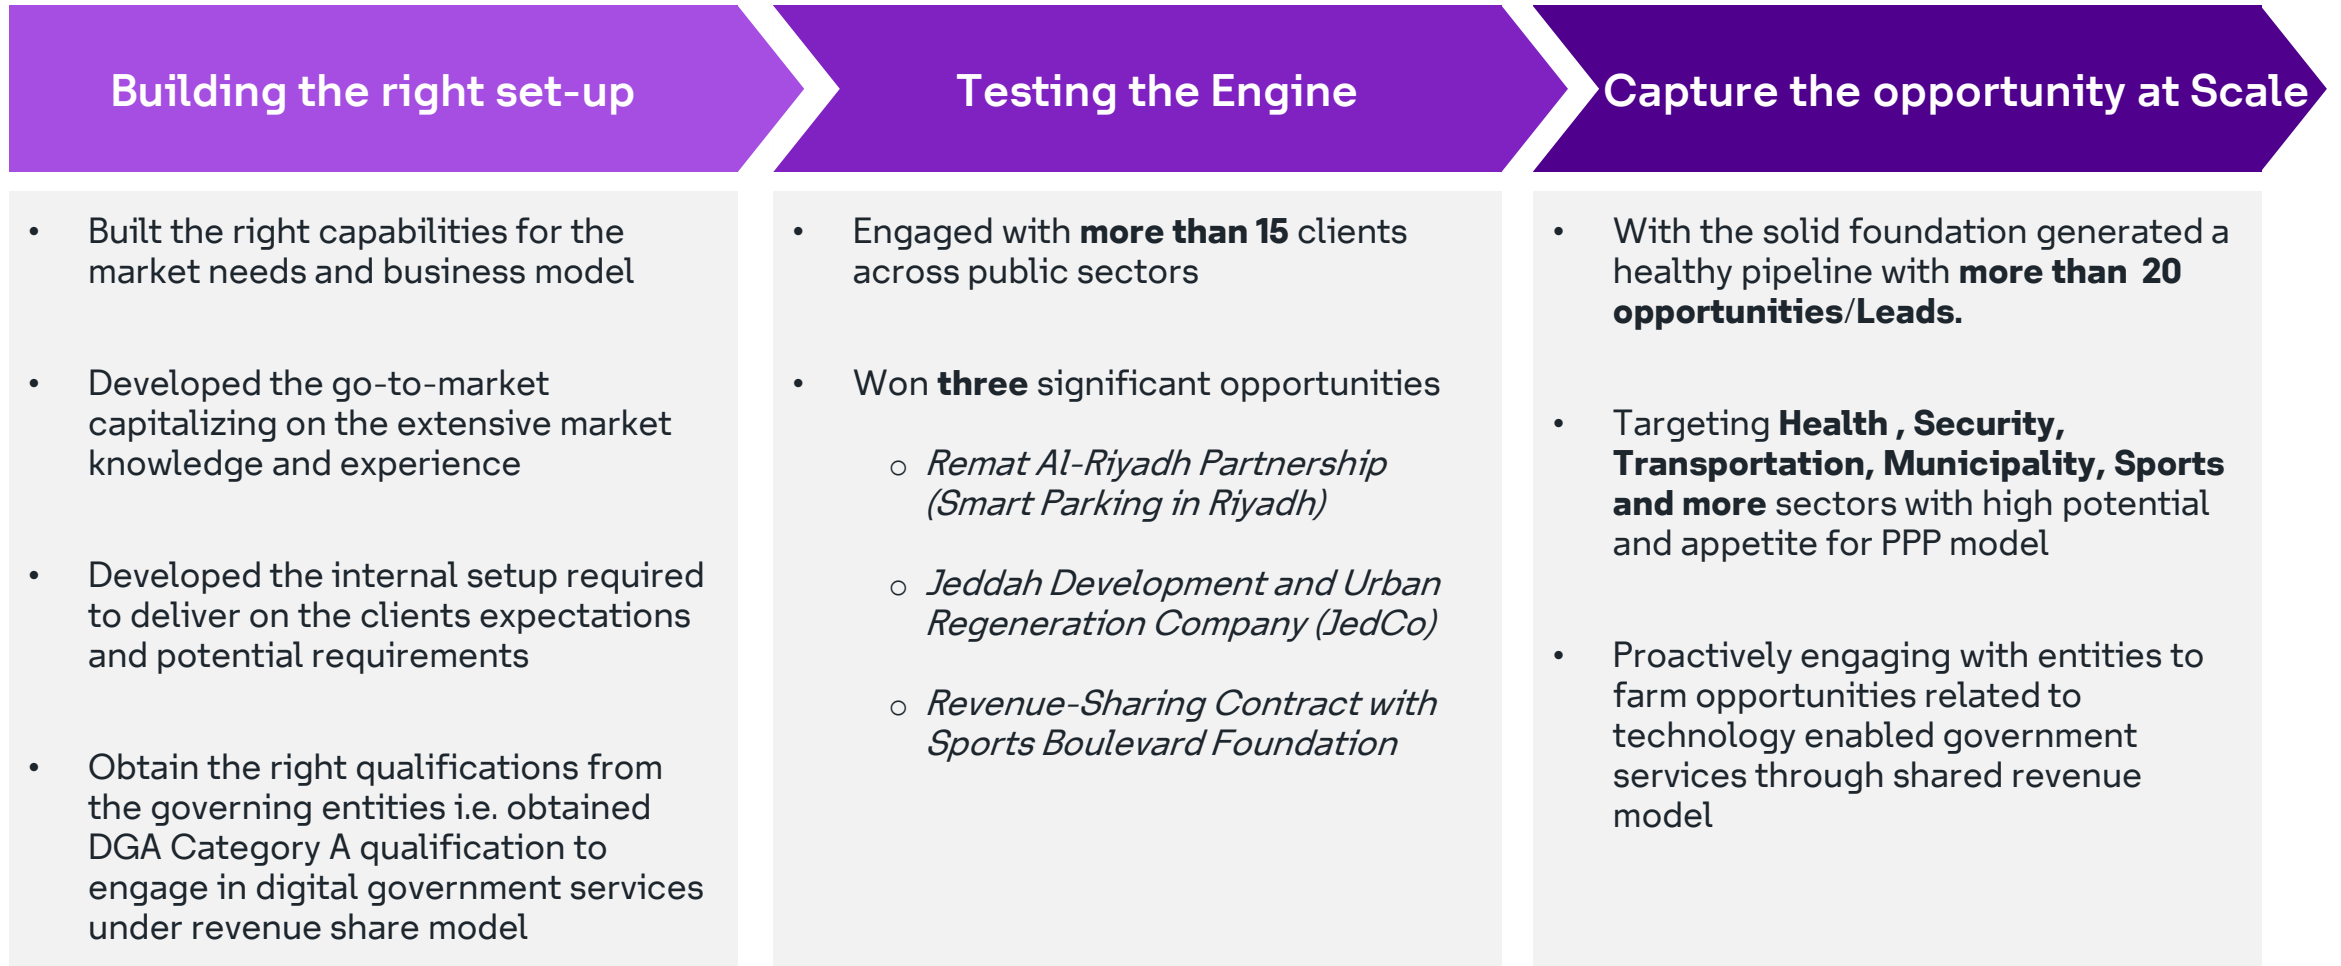 Building the right set-up
• Built the right capabilities for the
market needs and business model
• Developed the go-to-market
capitalizing on the extensive market
knowledge and experience
• Developed the internal setup required
to deliver on the clients expectations
and potential requirements
• Obtain the right qualifications from
the governing entities i.e. obtained
DGA Category A qualification to
engage in digital government services
under revenue share model
Testing the Engine
• Engaged with more than 15 clients
across public sectors
• Won three significant opportunities
o Remat Al-Riyadh Partnership
(Smart Parking in Riyadh)
o Jeddah Development and Urban
Regeneration Company (JedCo)
o Revenue-Sharing Contract with
Sports Boulevard Foundation
Capture the opportunity at Scale
• With the solid foundation generated a
healthy pipeline with more than  20
opportunities/Leads.
• Targeting Health , Security,
Transportation, Municipality, Sports
and more sectors with high potential
and appetite for PPP model
• Proactively engaging with entities to
farm opportunities related to
technology enabled government
services through shared revenue
model